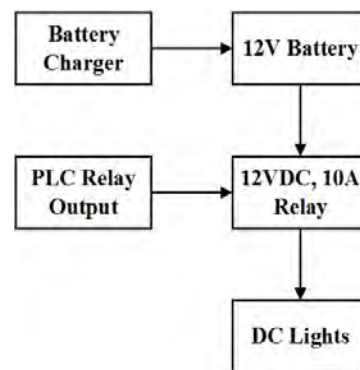 Battery
Charger
12V Battery
PLC Relay
Output
12VDC, 10A
Relay
DC Lights